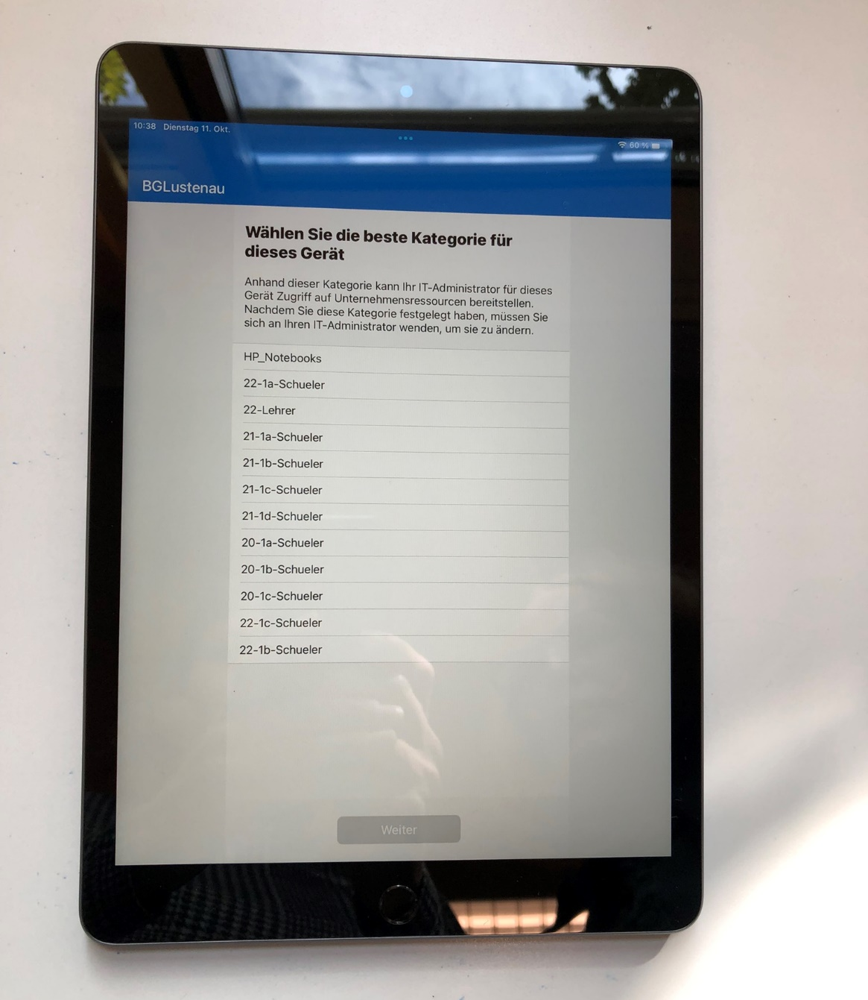 10:38 Dienstag 11. Okt.
60 %
BGLustenau
Wählen Sie die beste Kategorie für
dieses Gerät
Anhand dieser Kategorie kann Ihr IT-Administrator für dieses
Gerät Zugriff auf Unternehmensressourcen bereitstellen.
Nachdem Sie diese Kategorie festgelegt haben, müssen Sie
sich an Ihren IT-Administrator wenden, um sie zu ändern.
HP_Notebooks
22-1a-Schueler
22-Lehrer
21-1a-Schueler
21-1b-Schueler
21-1c-Schueler
21-1d-Schueler
20-1a-Schueler
20-1b-Schueler
20-1c-Schueler
22-1c-Schueler
22-1b-Schueler
Weiter